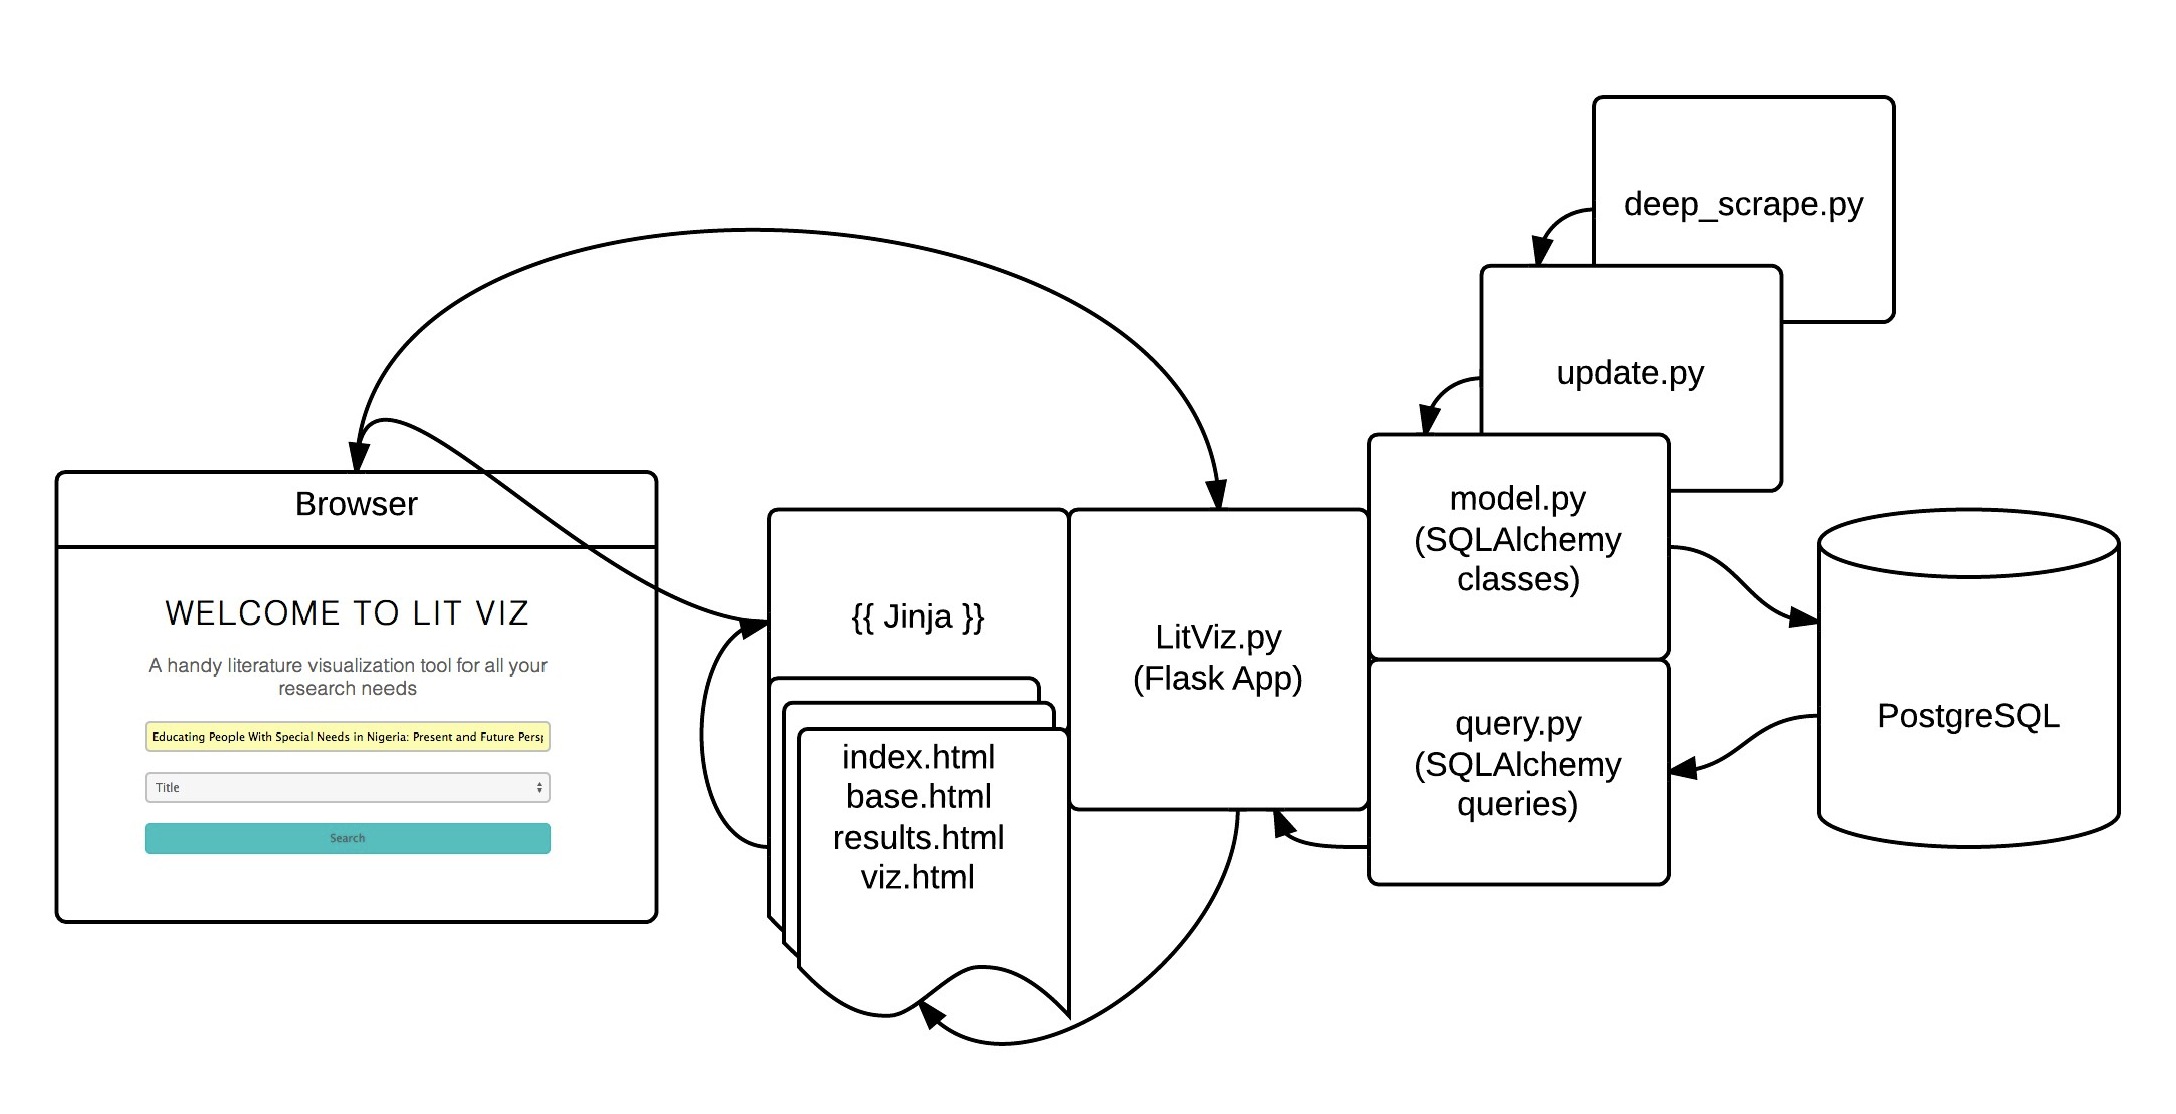 deep_scrape.py
update.py
Browser
WELCOME TO LIT VIZ
A handy literature visualization tool for all your
research needs
Educating People With Special Needs in Nigeria: Present and Future
Title
Search
{{ Jinja }}
index.html
base.html
results.html
viz.html
LitViz.py
(Flask App)
model.py
(SQLAlchemy
classes)
query.py
(SQLAlchemy
queries)
PostgreSQL